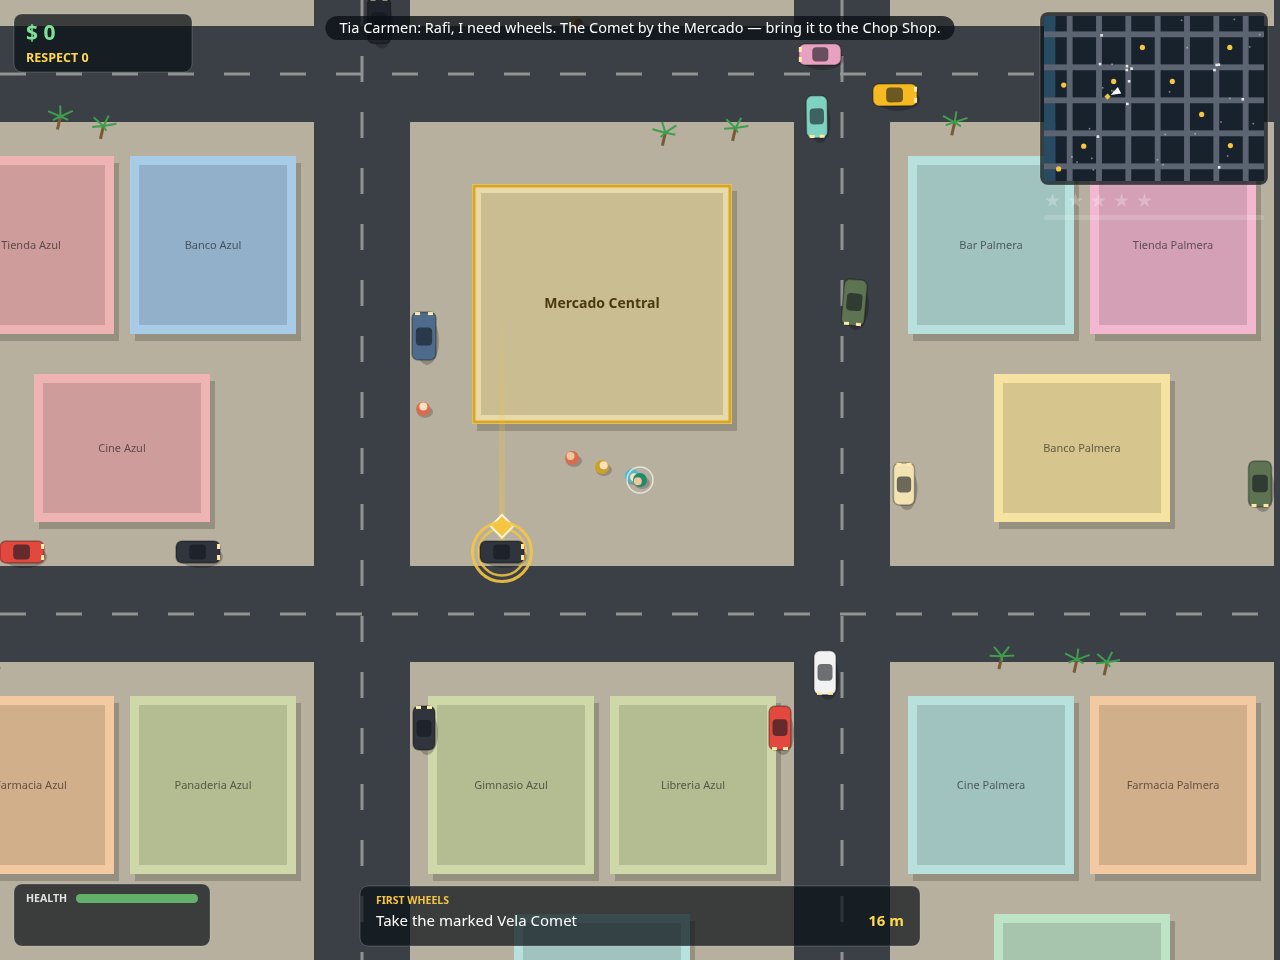 $ 0
RESPECT 0
Tia Carmen: Rafi, I need wheels. The Comet by the Mercado — bring it to the Chop Shop.
Tienda Azul
Banco Azul
Mercado Central
Bar Palmera
Tienda Palmera
Cine Azul
Banco Palmera
armacia Azul
Panaderia Azul
Gimnasio Azul
Libreria Azul
Cine Palmera
Farmacia Palmera
HEALTH
FIRST WHEELS
Take the marked Vela Comet
16 m